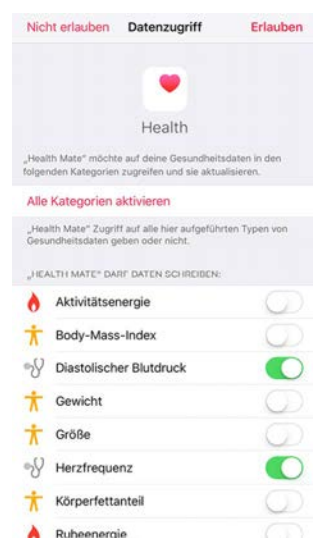 Nicht erlauben Datenzugriff Erlauben
Health
„Health Mate" möchte auf deine Gesundheitsdaten in den
folgenden Kategorien zugreifen und sie aktualisieren.
Alle Kategorien aktivieren
„Health Mate" Zugriff auf alle hier aufgeführten Typen von
Gesundheitsdaten geben oder nicht.
„HEALTH MATE" DARF DATEN SCHREIBEN:
Aktivitätsenergie
Body-Mass-Index
Diastolischer Blutdruck
Gewicht
Größe
Herzfrequenz
Körperfettanteil
Ruheenergie